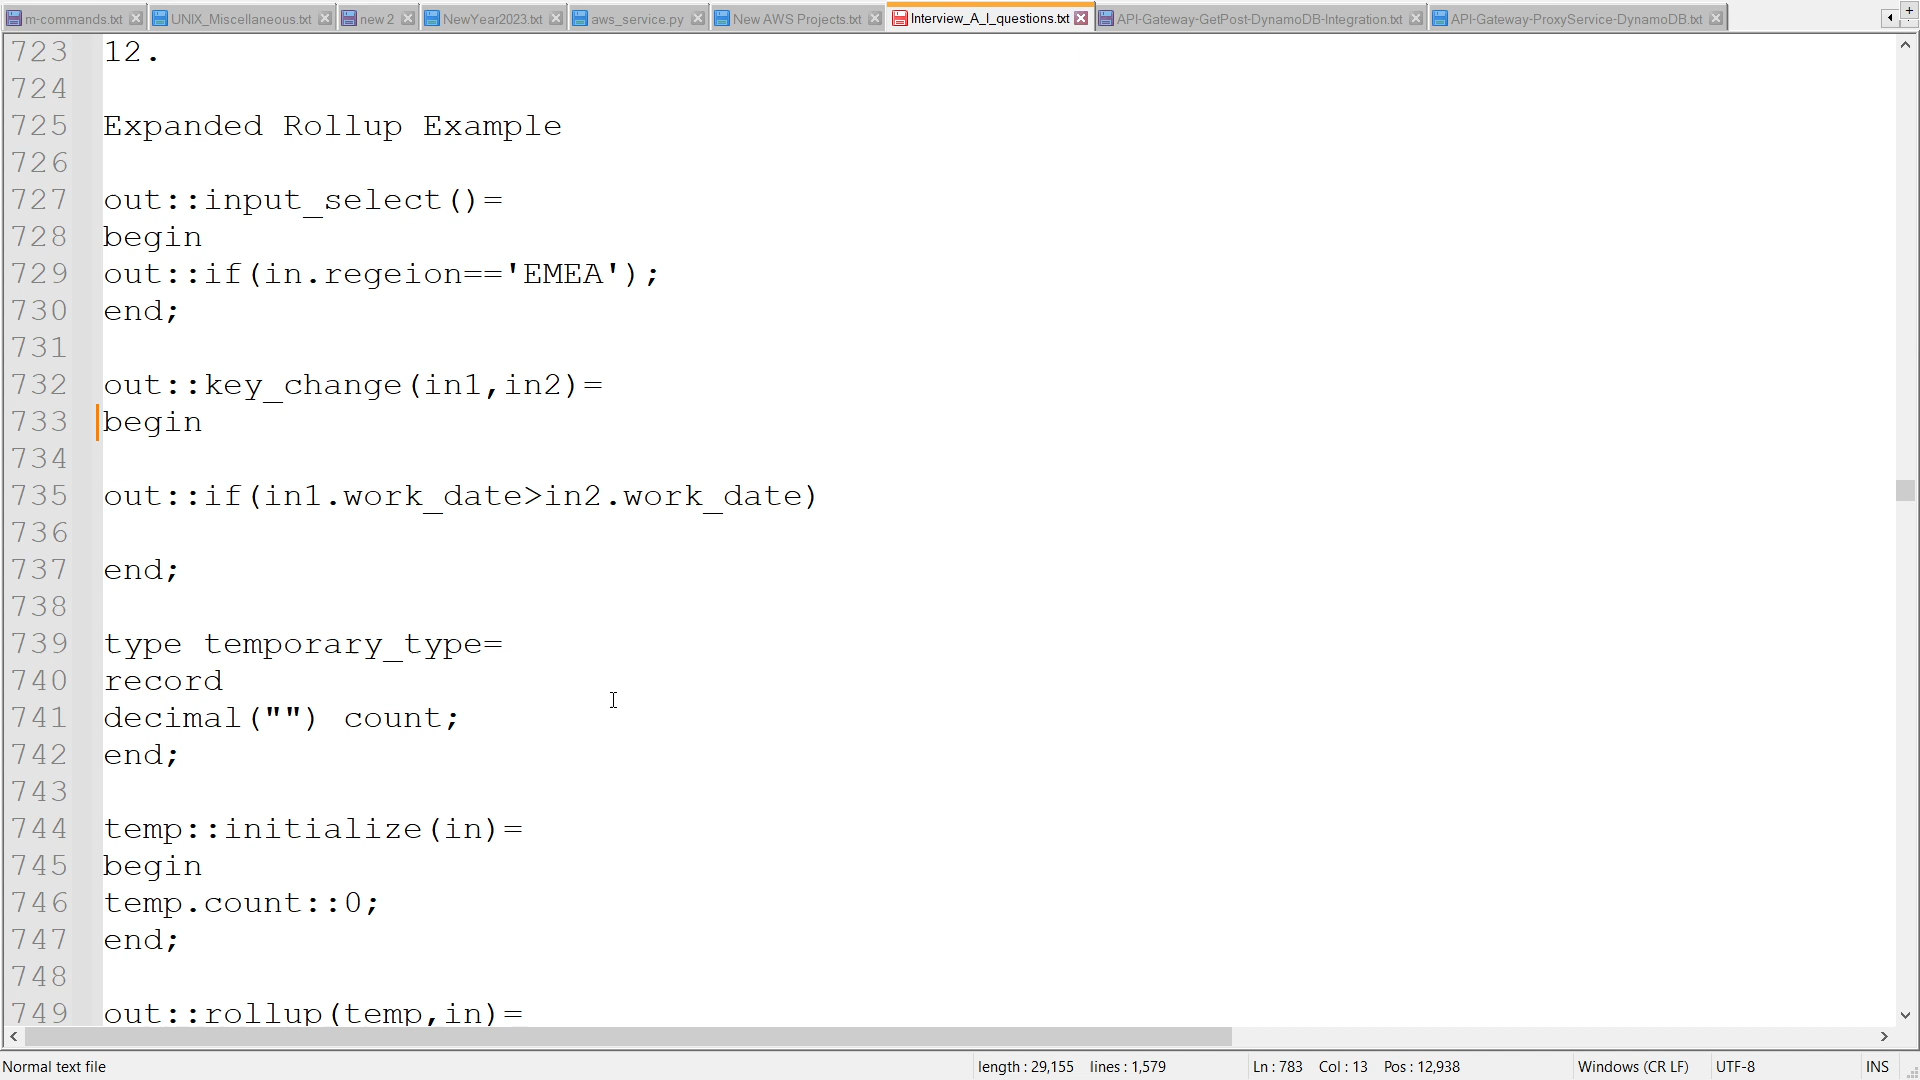 m-commands.txt UNIX_Miscellaneous.txt new 2 NewYear2023.txt aws_service.py New AWS Projects.txt Interview_A_I_questions.txt API-Gateway-GetPost-DynamoDB-Integration.txt API-Gateway-ProxyService-DynamoDB.txt
723 12.
724
725 Expanded Rollup Example
726
727 out::input_select()=
728 begin
729 out::if(in.regeion=='EMEA');
730 end;
731
732 out::key_change(in1,in2)=
733 begin
734
735 out::if(in1.work_date>in2.work_date)
736
737 end;
738
739 type temporary_type=
740 record
741 decimal("") count;
742 end;
743
744 temp::initialize(in)=
745 begin
746 temp.count::0;
747 end;
748
749 out::rollup(temp,in)=
Normal text file length : 29,155 lines : 1,579 Ln : 783 Col : 13 Pos : 12,938 Windows (CR LF) UTF-8 INS